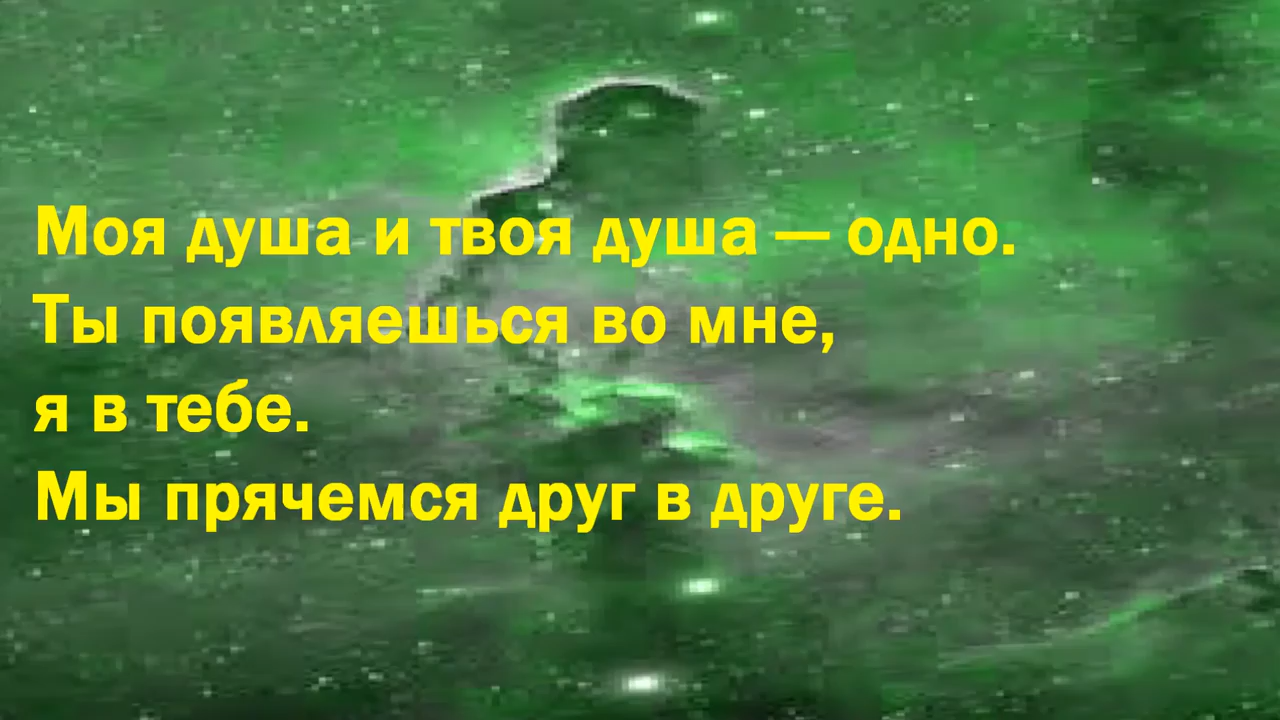 Моя душа и твоя душа — одно.
Ты появляешься во мне,
я в тебе.
Мы прячемся друг в друге.